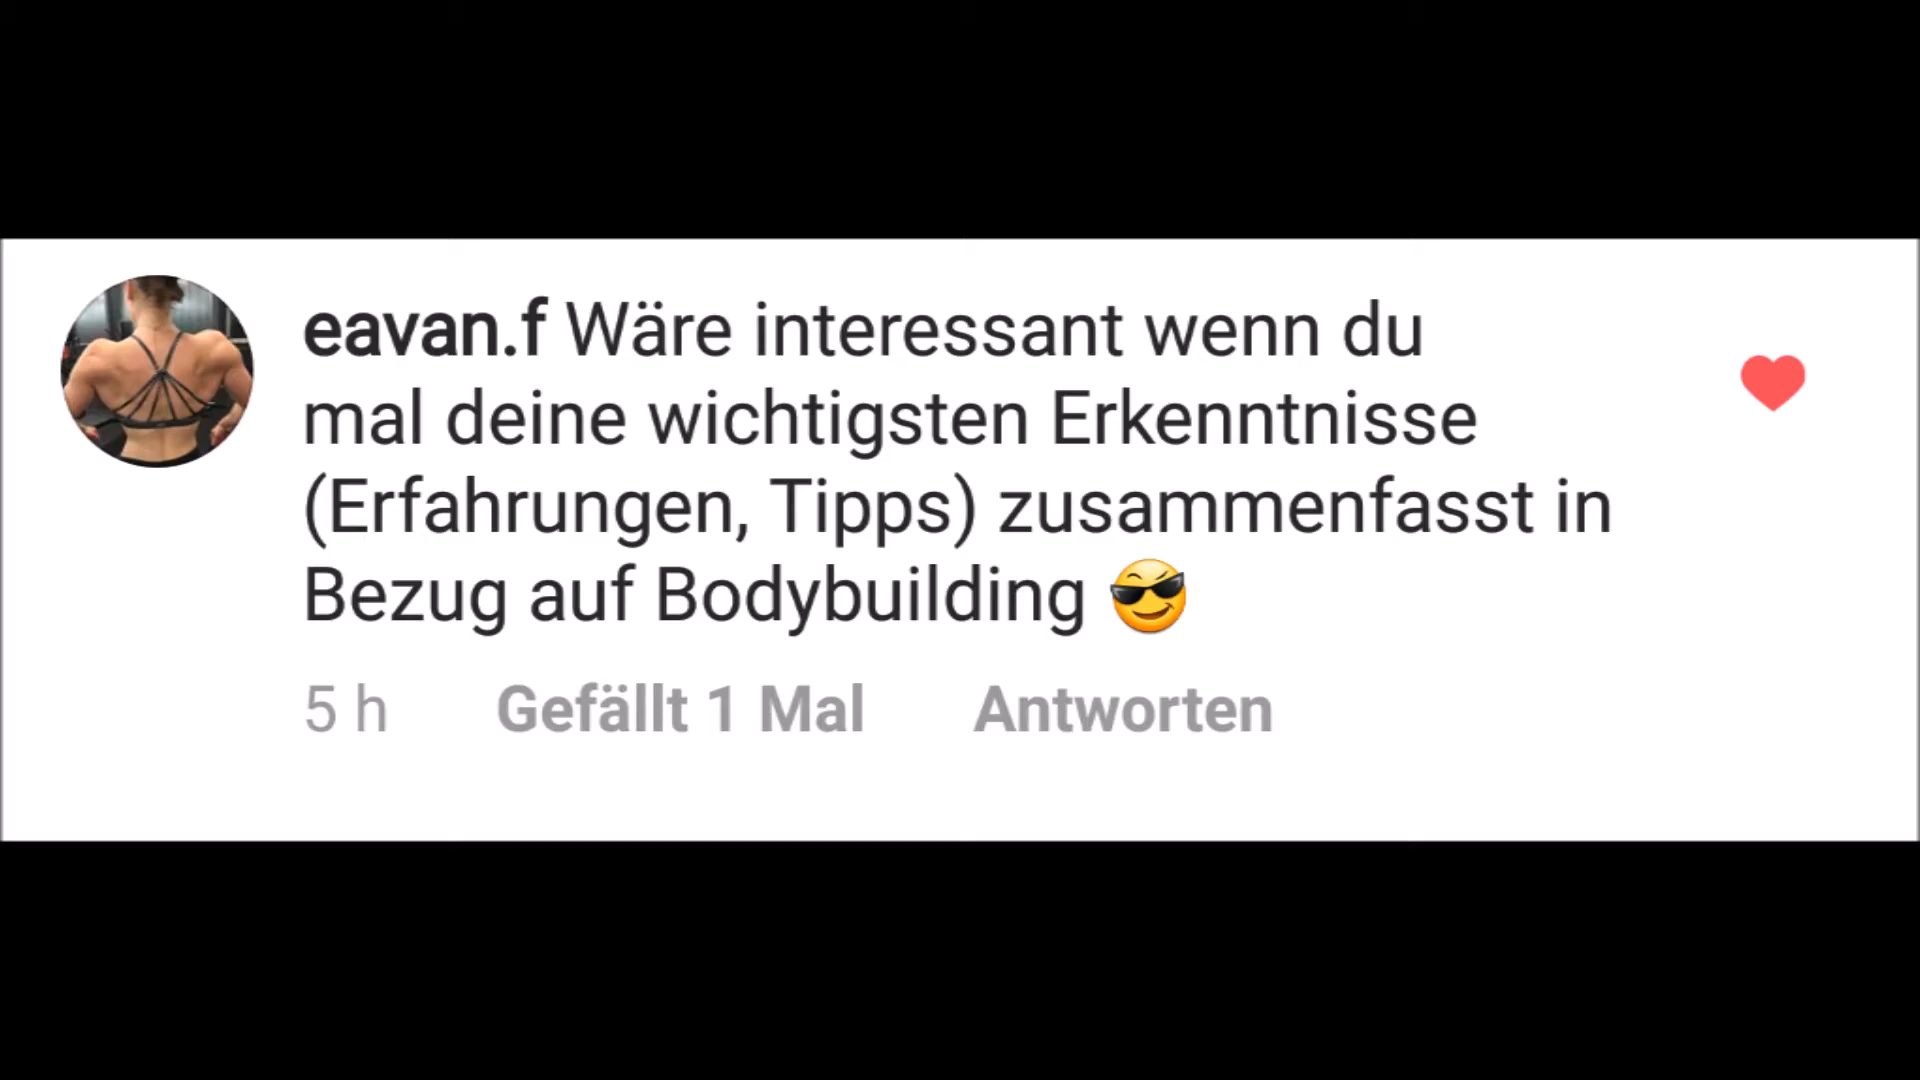 eavan.f Wäre interessant wenn du
mal deine wichtigsten Erkenntnisse
(Erfahrungen, Tipps) zusammenfasst in
Bezug auf Bodybuilding 😎
5 h Gefällt 1 Mal Antworten